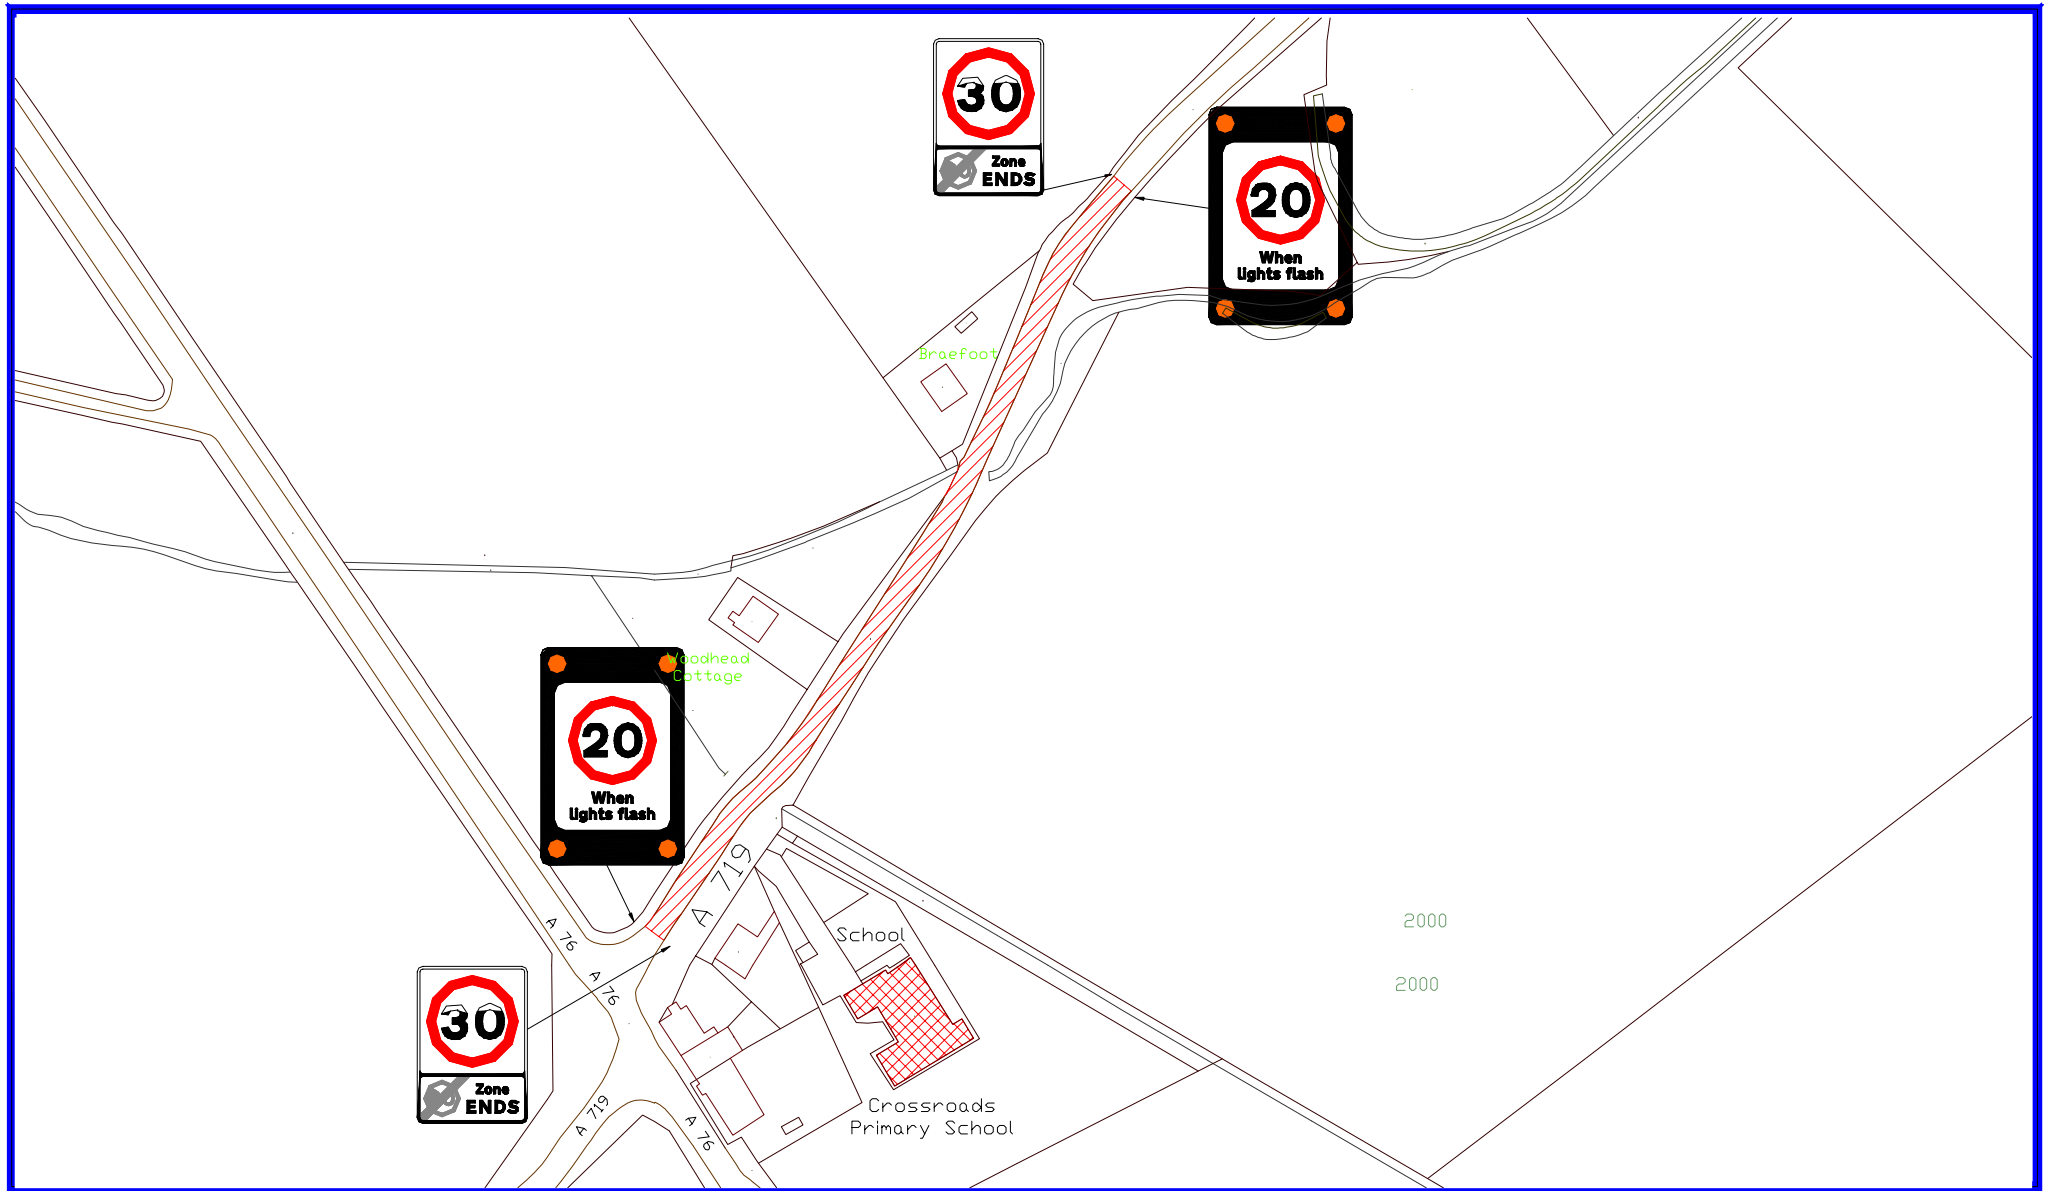 30
Zone
ENDS
20
When
lights flash
Braefoot
Woodhead
Cottage
20
When
lights flash
A 719
A 76
A 76
School
2000
2000
30
Zone
ENDS
A 719
A 76
Crossroads
Primary School